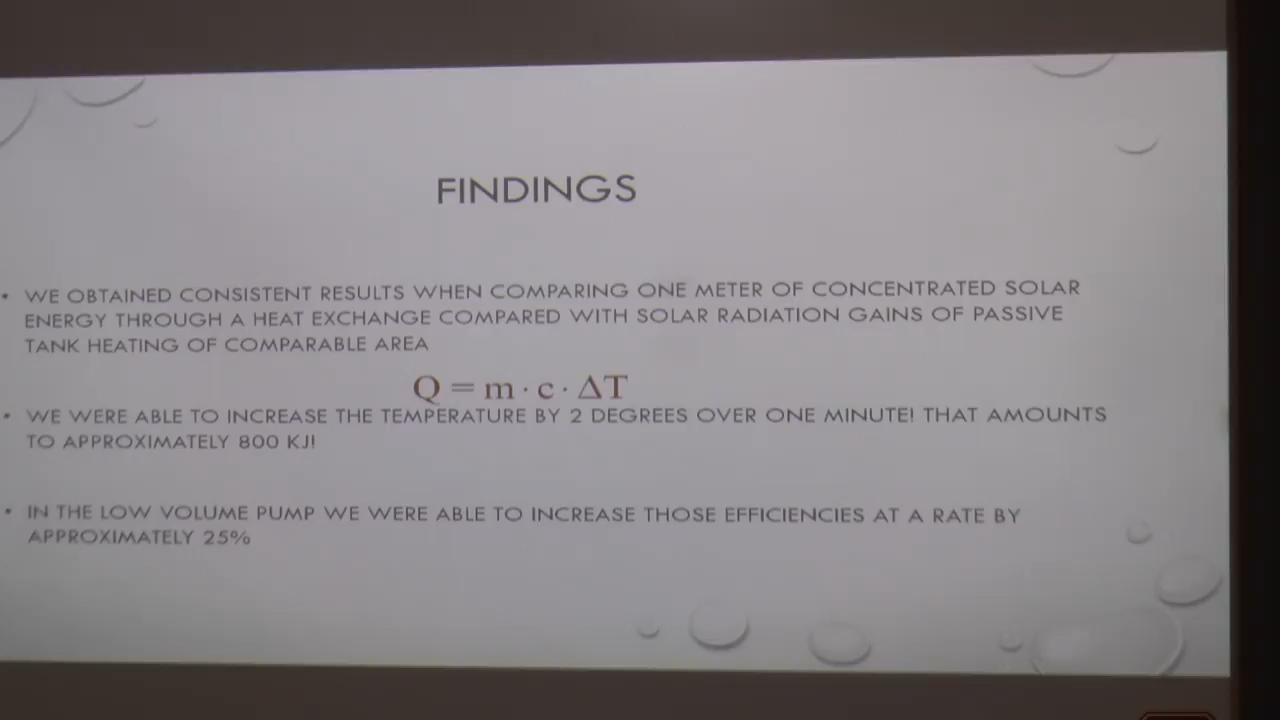 FINDINGS
• WE OBTAINED CONSISTENT RESULTS WHEN COMPARING ONE METER OF CONCENTRATED SOLAR
ENERGY THROUGH A HEAT EXCHANGE COMPARED WITH SOLAR RADIATION GAINS OF PASSIVE
TANK HEATING OF COMPARABLE AREA
Q = m · c · ΔT
• WE WERE ABLE TO INCREASE THE TEMPERATURE BY 2 DEGREES OVER ONE MINUTE! THAT AMOUNTS
TO APPROXIMATELY 800 KJ!
• IN THE LOW VOLUME PUMP WE WERE ABLE TO INCREASE THOSE EFFICIENCIES AT A RATE BY
APPROXIMATELY 25%